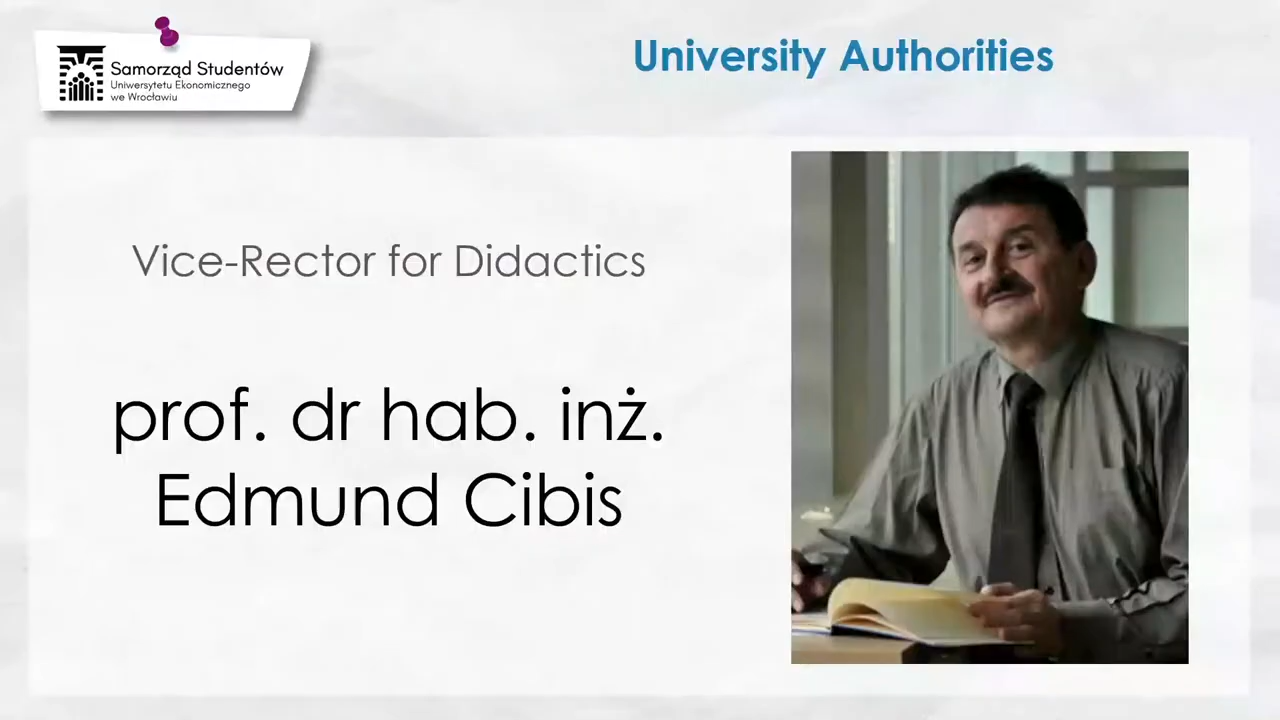 Samorząd Studentów
Uniwersytetu Ekonomicznego
we Wrocławiu
University Authorities
Vice-Rector for Didactics
prof. dr hab. inż.
Edmund Cibis